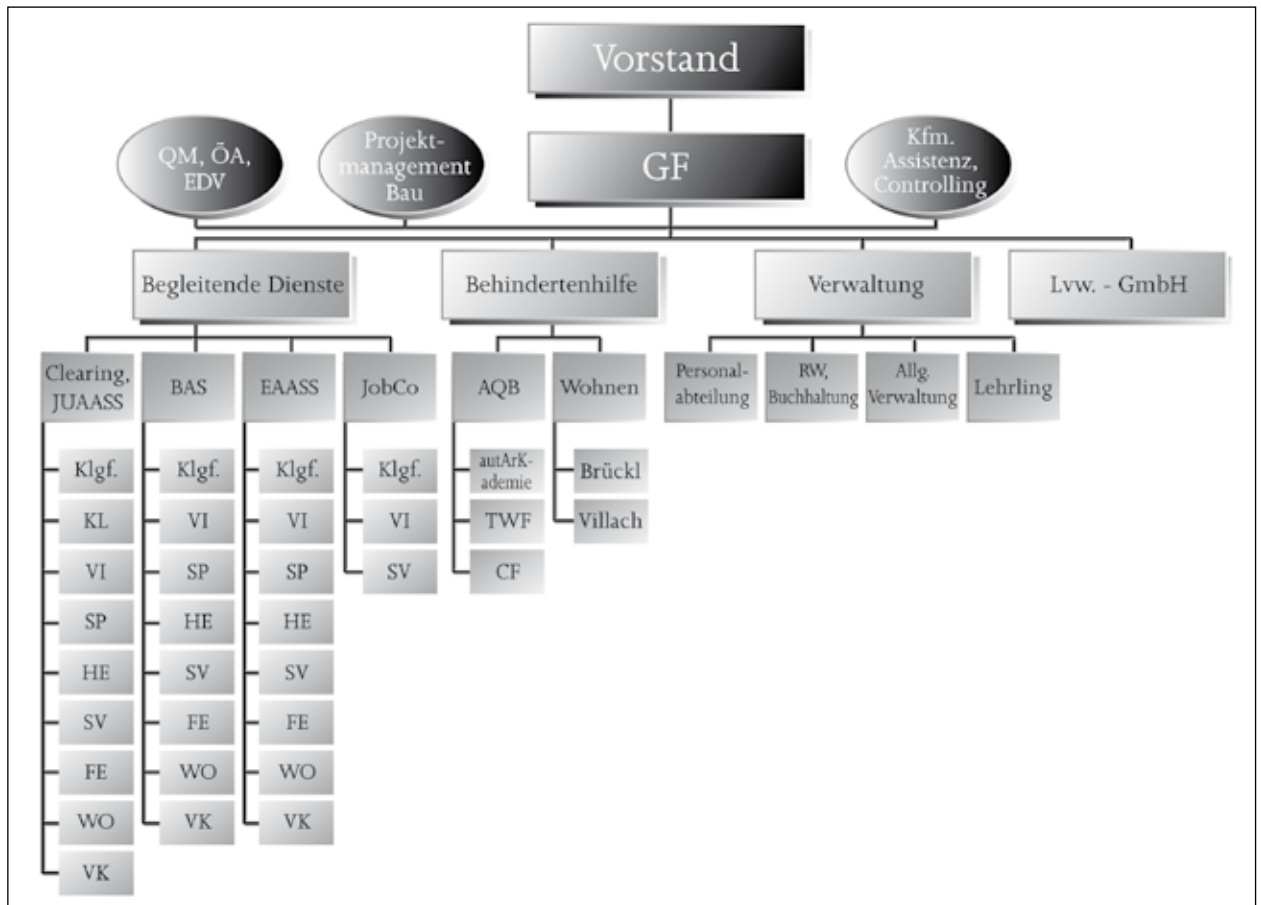 Vorstand
QM, ÖA,
EDV
Projekt-
management
Bau
GF
Kfm.
Assistenz,
Controlling
Begleitende Dienste
Behindertenhilfe
Verwaltung
Lvw. - GmbH
Clearing,
JUAASS
BAS
EAASS
JobCo
AQB
Wohnen
Personal-
abteilung
RW,
Buchhaltung
Allg.
Verwaltung
Lehrling
Klgf.
KL
VI
SP
HE
SV
FE
WO
VK
Klgf.
VI
SP
HE
SV
FE
WO
VK
Klgf.
VI
SP
HE
SV
FE
WO
VK
Klgf.
VI
SV
autArK-
ademie
TWF
CF
Brückl
Villach